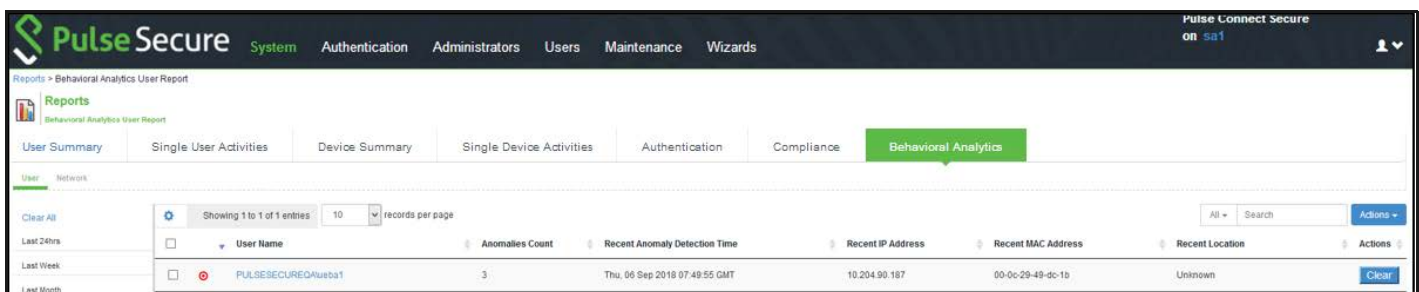 Pulse Secure System Authentication Administrators Users Maintenance Wizards
Pulse Connect Secure
on sa1
Reports > Behavioral Analytics User Report
Reports
Behavioral Analytics User Report
User Summary Single User Activities Device Summary Single Device Activities Authentication Compliance Behavioral Analytics
User Network
Clear All Showing 1 to 1 of 1 entries 10 records per page All Search Actions
Last 24hrs User Name Anomalies Count Recent Anomaly Detection Time Recent IP Address Recent MAC Address Recent Location Actions
Last Week PULSESECUREQA\ueba1 3 Thu, 06 Sep 2018 07:49:55 GMT 10.204.90.187 00-0c-29-49-dc-1b Unknown Clear
Last Month